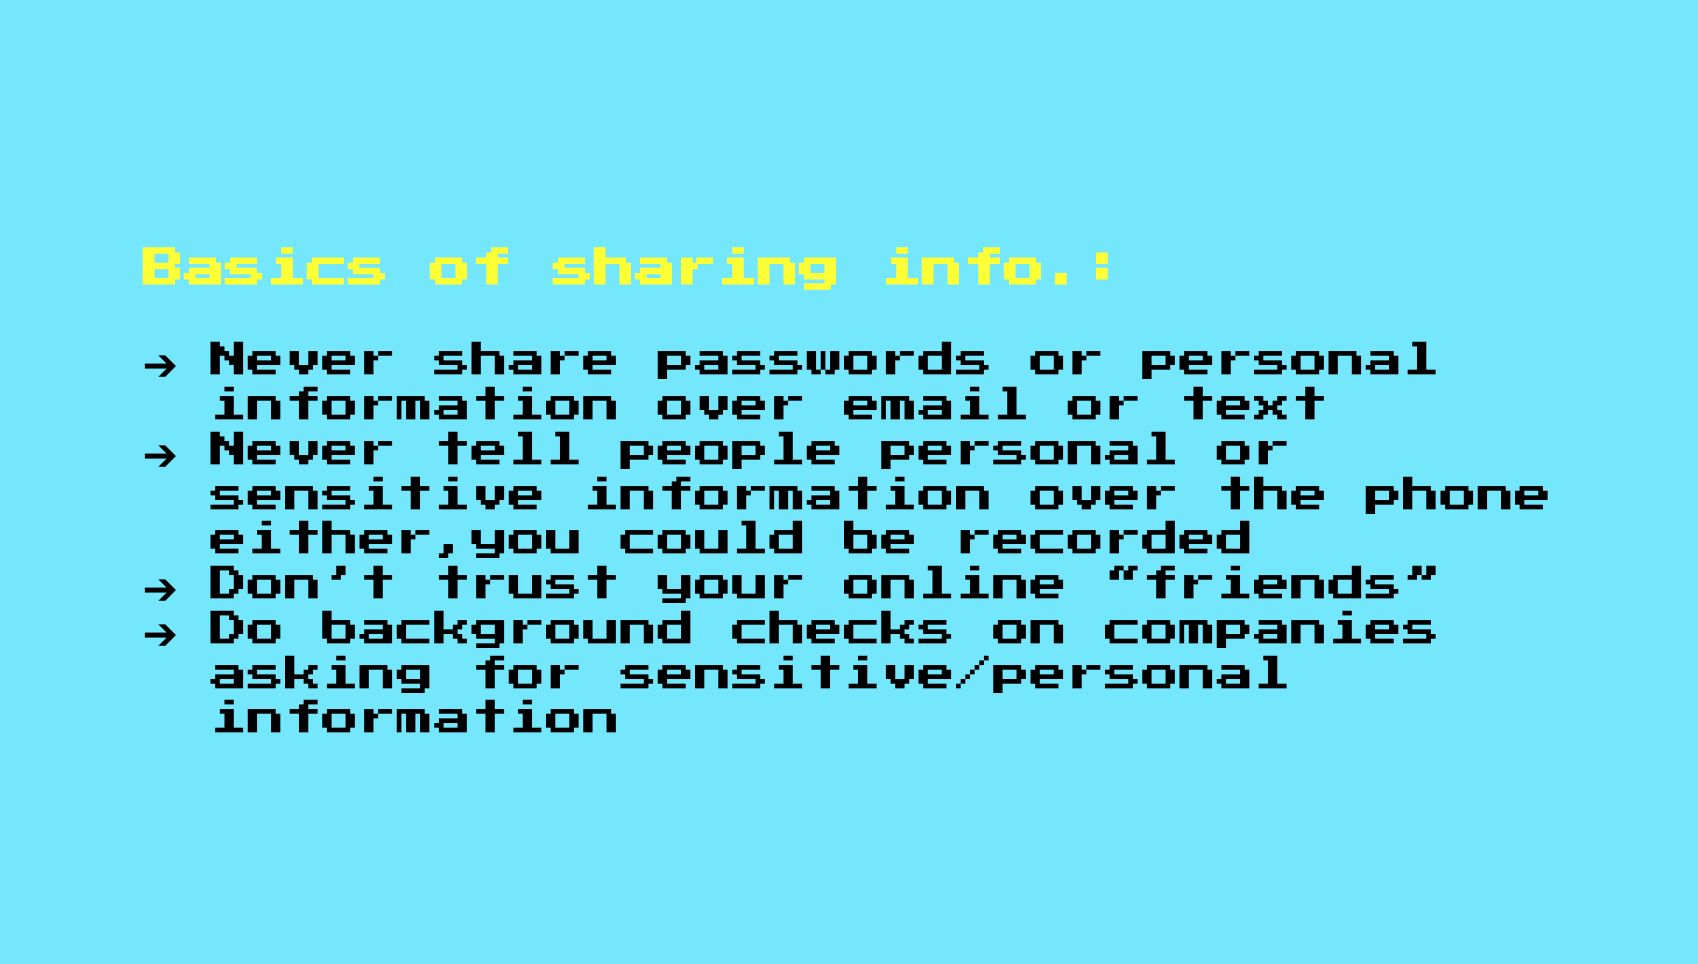 Basics of sharing info.:
→ Never share passwords or personal
information over email or text
→ Never tell people personal or
sensitive information over the phone
either,you could be recorded
→ Don’t trust your online “friends”
→ Do background checks on companies
asking for sensitive/personal
information